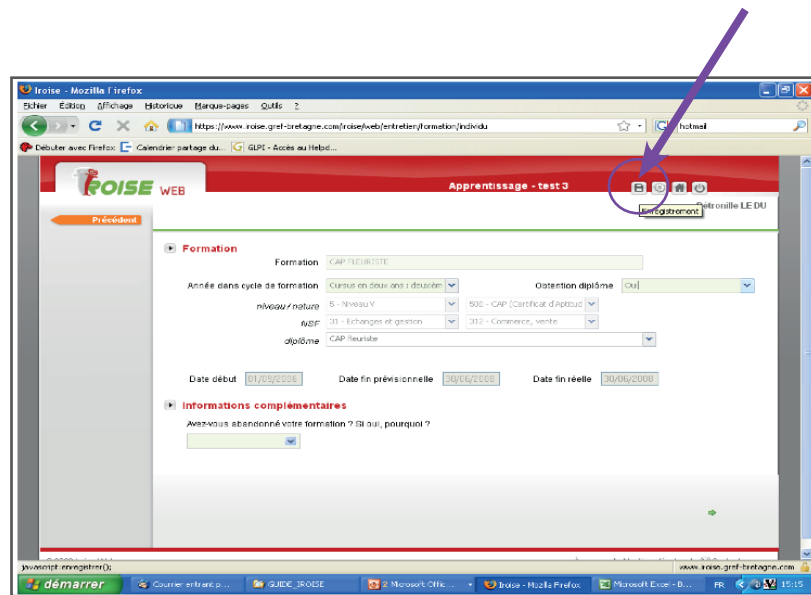 Iroise - Mozilla Firefox
Fichier Édition Affichage Historique Marque-pages Outils ?
https://www.iroise.gref-bretagne.com/iroise/web/entretien/formation/individu
hotmail
Débuter avec Firefox Calendrier partage du... GLPI - Accès au Helpd...
IROISE WEB
Apprentissage - test 3
Enregistrement
Pétronille LE DU
Précédent
Formation
Formation CAP FLEURISTE
Année dans cycle de formation Cursus en deux ans : deuxièm Obtention diplôme Oui
niveau / nature 5 - Niveau V 500 - CAP (Certificat d'Aptitud
NSF 31 - Echanges et gestion 312 - Commerce, vente
diplôme CAP fleuriste
Date début 01/09/2006 Date fin prévisionnelle 30/06/2008 Date fin réelle 30/06/2008
Informations complémentaires
Avez-vous abandonné votre formation ? Si oui, pourquoi ?
javascript:enregistrer();
www.iroise.gref-bretagne.com
démarrer Courrier entrant p... GUIDE_IROISE 2 Microsoft Offic... Iroise - Mozilla Firefox Microsoft Excel - B... FR 15:15